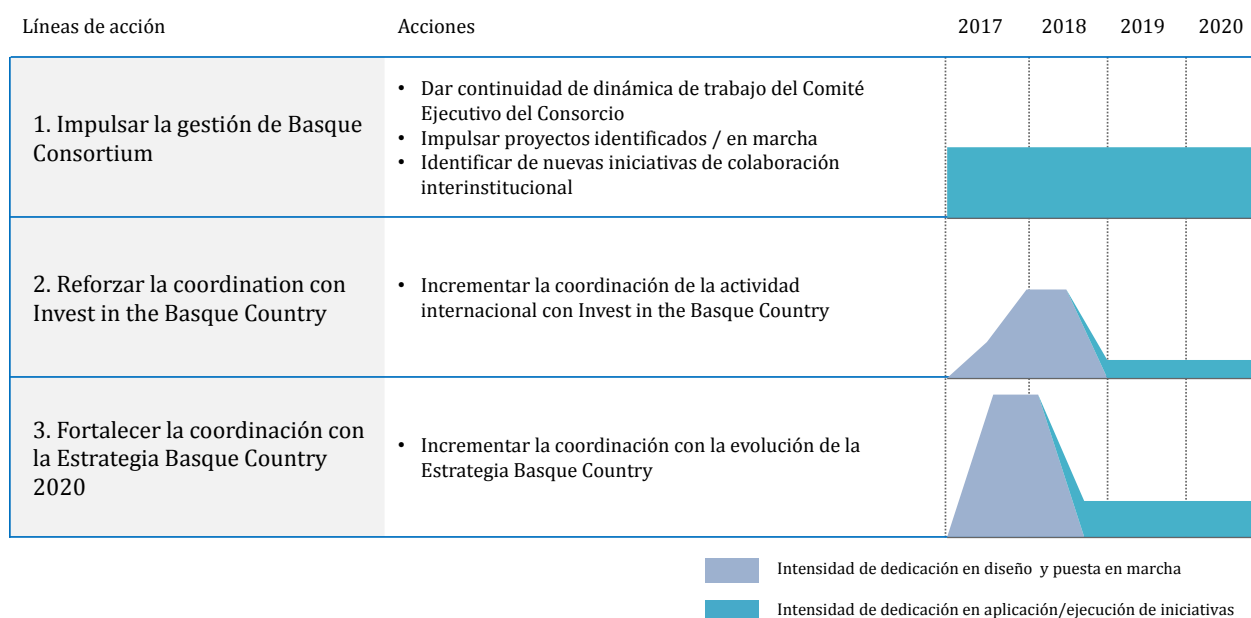 Líneas de acción Acciones 2017 2018 2019 2020
1. Impulsar la gestión de Basque
Consortium
• Dar continuidad de dinámica de trabajo del Comité
Ejecutivo del Consorcio
• Impulsar proyectos identificados / en marcha
• Identificar de nuevas iniciativas de colaboración
interinstitucional
2. Reforzar la coordination con
Invest in the Basque Country
• Incrementar la coordinación de la actividad
internacional con Invest in the Basque Country
3. Fortalecer la coordinación con
la Estrategia Basque Country
2020
• Incrementar la coordinación con la evolución de la
Estrategia Basque Country
Intensidad de dedicación en diseño y puesta en marcha
Intensidad de dedicación en aplicación/ejecución de iniciativas